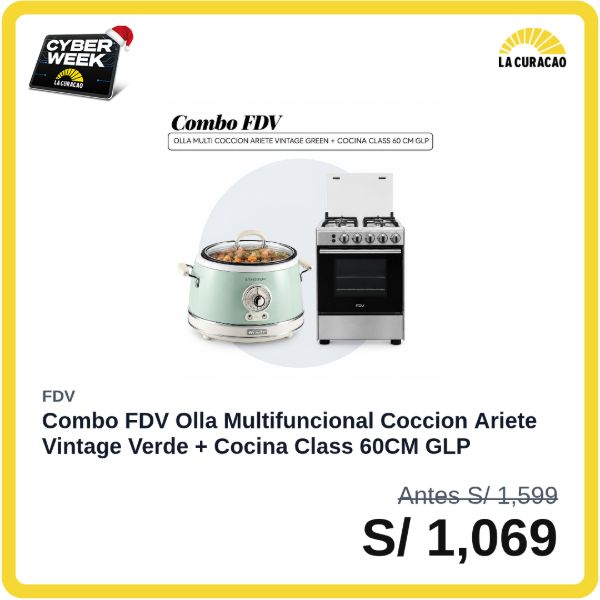 CYBER
WEEK
LA CURACAO
LA CURACAO
Combo FDV
OLLA MULTI COCCION ARIETE VINTAGE GREEN + COCINA CLASS 60 CM GLP
FDV
FDV
Combo FDV Olla Multifuncional Coccion Ariete
Vintage Verde + Cocina Class 60CM GLP
Antes S/ 1,599
S/ 1,069